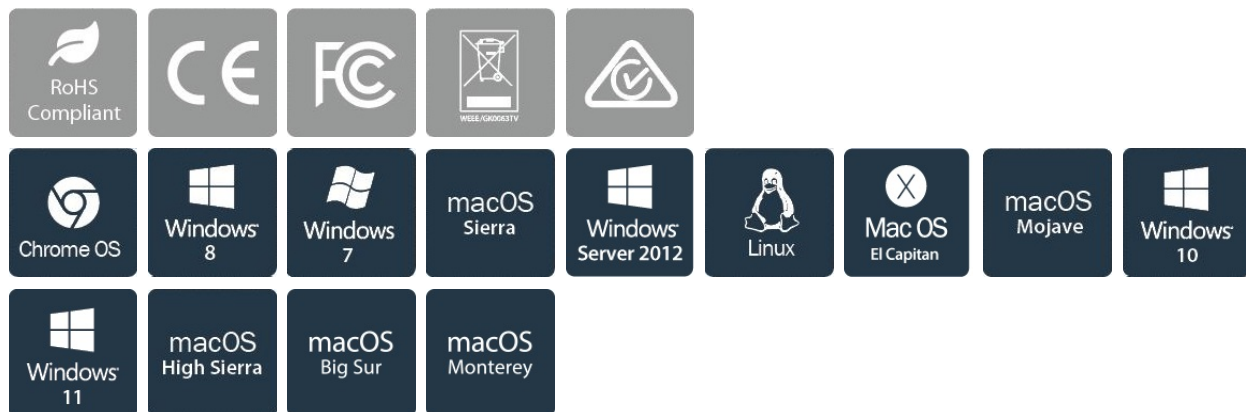 RoHS
Compliant
CE
FC
WEEE/GK0063TV
Chrome OS
Windows
8
Windows
7
macOS
Sierra
Windows
Server 2012
Linux
X
Mac OS
El Capitan
macOS
Mojave
Windows
10
Windows
11
macOS
High Sierra
macOS
Big Sur
macOS
Monterey